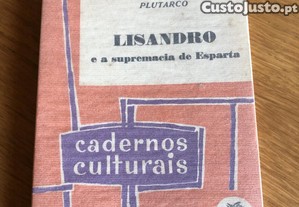 CustoJusto.pt
PLUTARCO
LISANDRO
e a supremacia de Esparta
cadernos
culturais